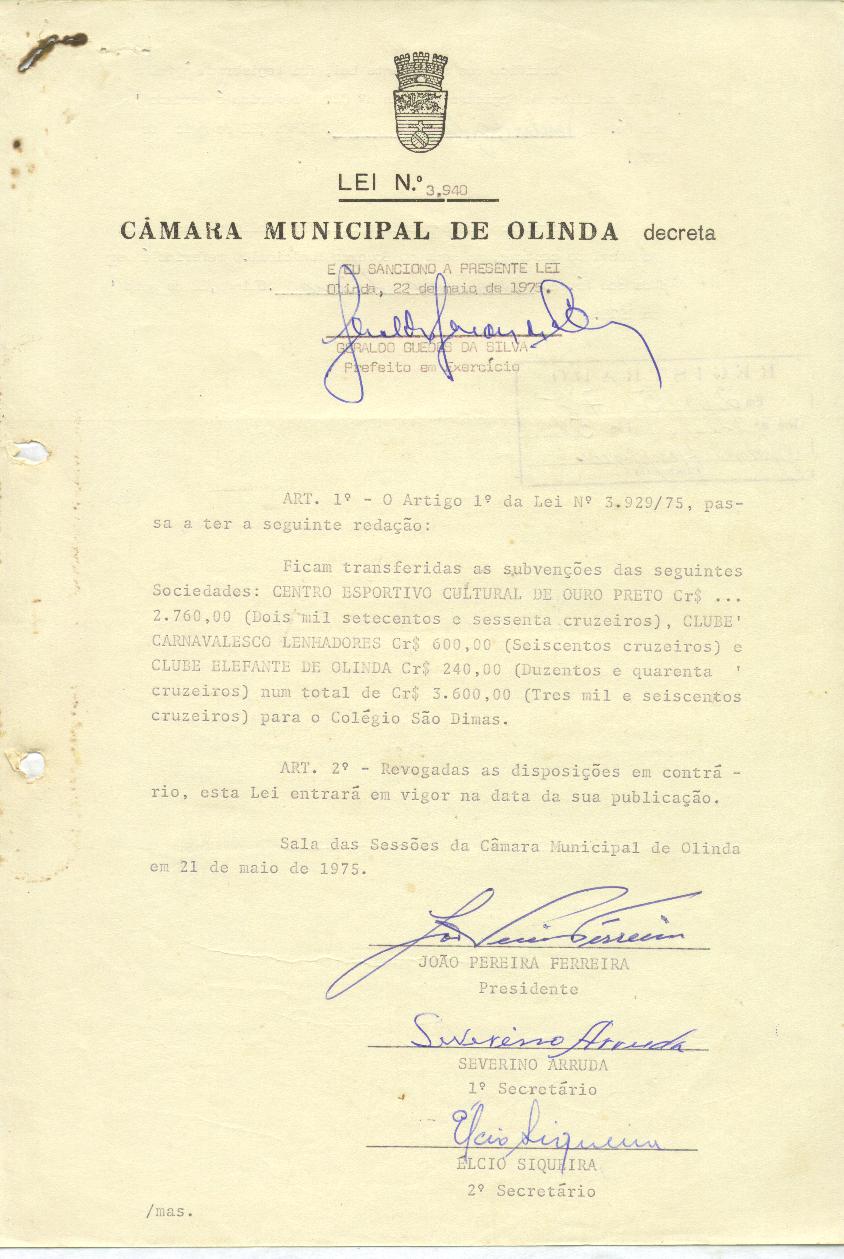 LEI N.º 3.940
CÂMARA MUNICIPAL DE OLINDA decreta
E EU SANCIONO A PRESENTE LEI
Olinda, 22 de maio de 1975.
GERALDO GUEDES DA SILVA
Prefeito em Exercício
ART. 1º - O Artigo 1º da Lei Nº 3.929/75, pas-
sa a ter a seguinte redação:
Ficam transferidas as subvenções das seguintes
Sociedades: CENTRO ESPORTIVO CULTURAL DE OURO PRETO Cr$ ...
2.760,00 (Dois mil setecentos e sessenta cruzeiros), CLUBE'
CARNAVALESCO LENHADORES Cr$ 600,00 (Seiscentos cruzeiros) e
CLUBE ELEFANTE DE OLINDA Cr$ 240,00 (Duzentos e quarenta '
cruzeiros) num total de Cr$ 3.600,00 (Tres mil e seiscentos
cruzeiros) para o Colégio São Dimas.
ART. 2º - Revogadas as disposições em contrá -
rio, esta Lei entrará em vigor na data da sua publicação.
Sala das Sessões da Câmara Municipal de Olinda
em 21 de maio de 1975.
JOÃO PEREIRA FERREIRA
Presidente
Severino Arruda
SEVERINO ARRUDA
1º Secretário
Élcio Siqueira
ÉLCIO SIQUEIRA
2º Secretário
/mas.